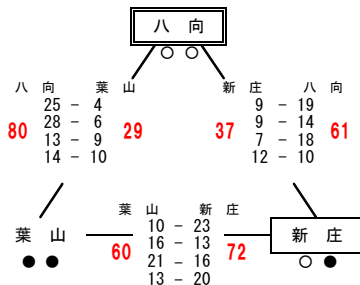 八 向
○ ○
八 向 葉 山
25 - 4
28 - 6
13 - 9
14 - 10
80 29
新 庄 八 向
9 - 19
9 - 14
7 - 18
12 - 10
37 61
葉 山 新 庄
10 - 23
16 - 13
21 - 16
13 - 20
60 72
葉 山
● ●
新 庄
○ ●